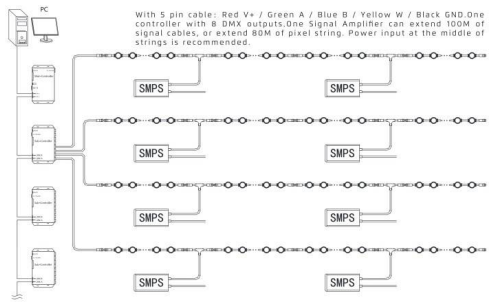 PC
With 5 pin cable: Red V+ / Green A / Blue B / Yellow W / Black GND.One
controller with 8 DMX outputs,One Signal Amplifier can extend 100M of
signal cables, or extend 80M of pixel string. Power input at the middle of
strings is recommended.
SMPS
SMPS
SMPS
SMPS
SMPS
SMPS
SMPS
SMPS